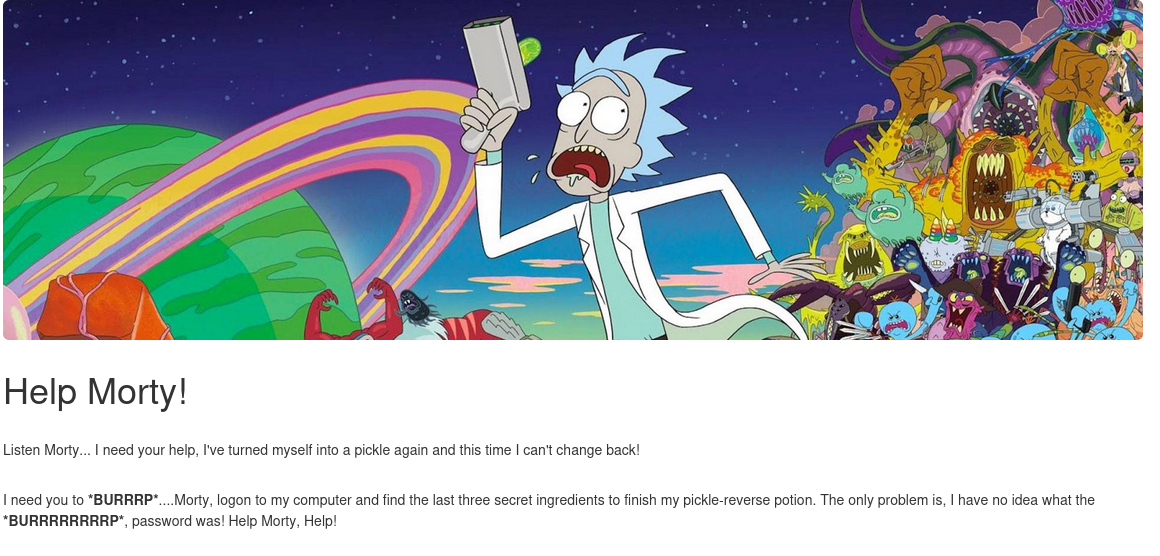 Help Morty!
Listen Morty... I need your help, I've turned myself into a pickle again and this time I can't change back!
I need you to *BURRRP*....Morty, logon to my computer and find the last three secret ingredients to finish my pickle-reverse potion. The only problem is, I have no idea what the
*BURRRRRRRRP*, password was! Help Morty, Help!